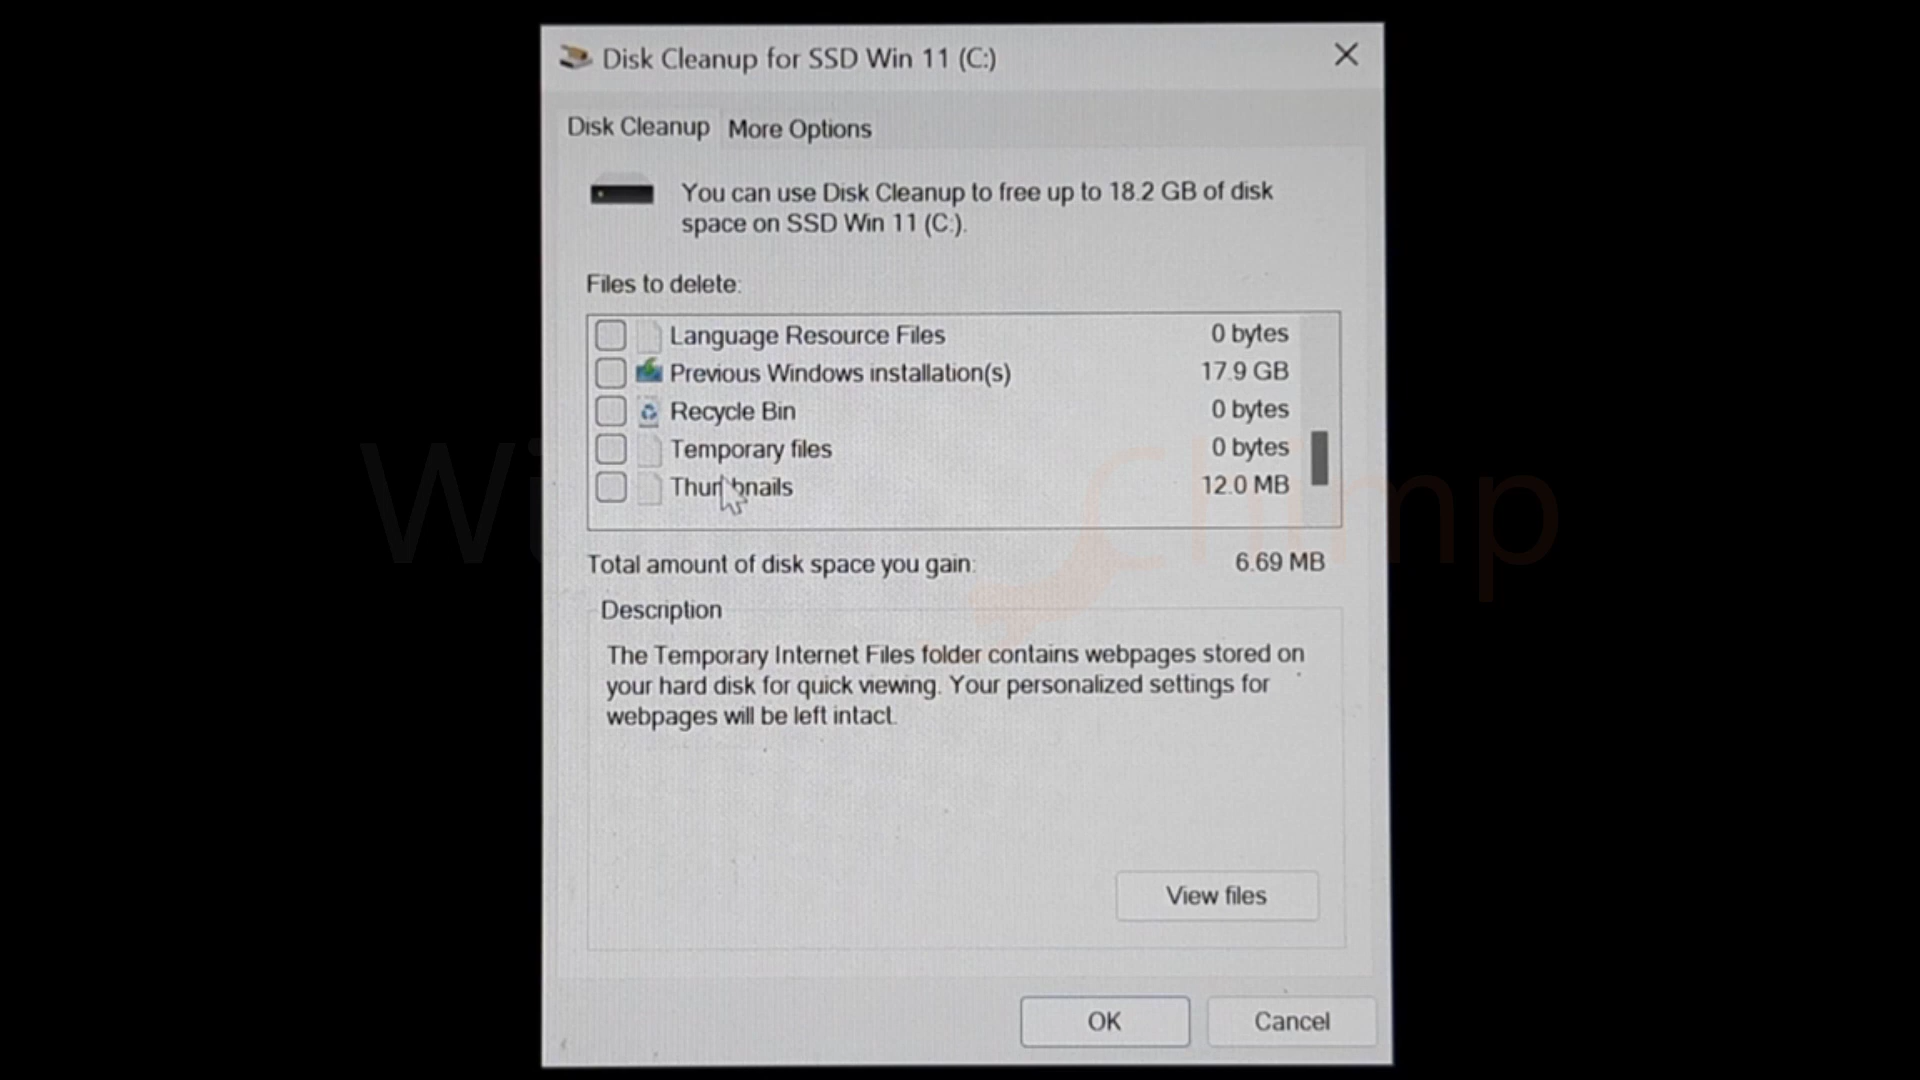 Disk Cleanup for SSD Win 11 (C:)
Disk Cleanup More Options
You can use Disk Cleanup to free up to 18.2 GB of disk
space on SSD Win 11 (C:).
Files to delete:
Language Resource Files 0 bytes
Previous Windows installation(s) 17.9 GB
Recycle Bin 0 bytes
Temporary files 0 bytes
Thumbnails 12.0 MB
Total amount of disk space you gain: 6.69 MB
Description
The Temporary Internet Files folder contains webpages stored on
your hard disk for quick viewing. Your personalized settings for
webpages will be left intact.
View files
OK Cancel